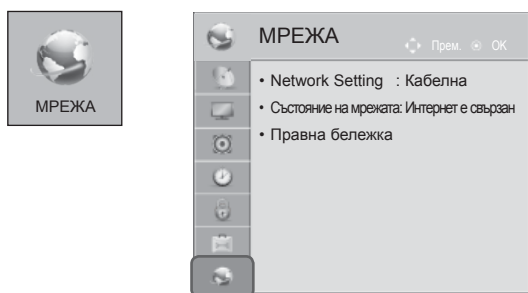 МРЕЖА
МРЕЖА
Прем. OK
• Network Setting : Кабелна
• Състояние на мрежата: Интернет е свързан
• Правна бележка